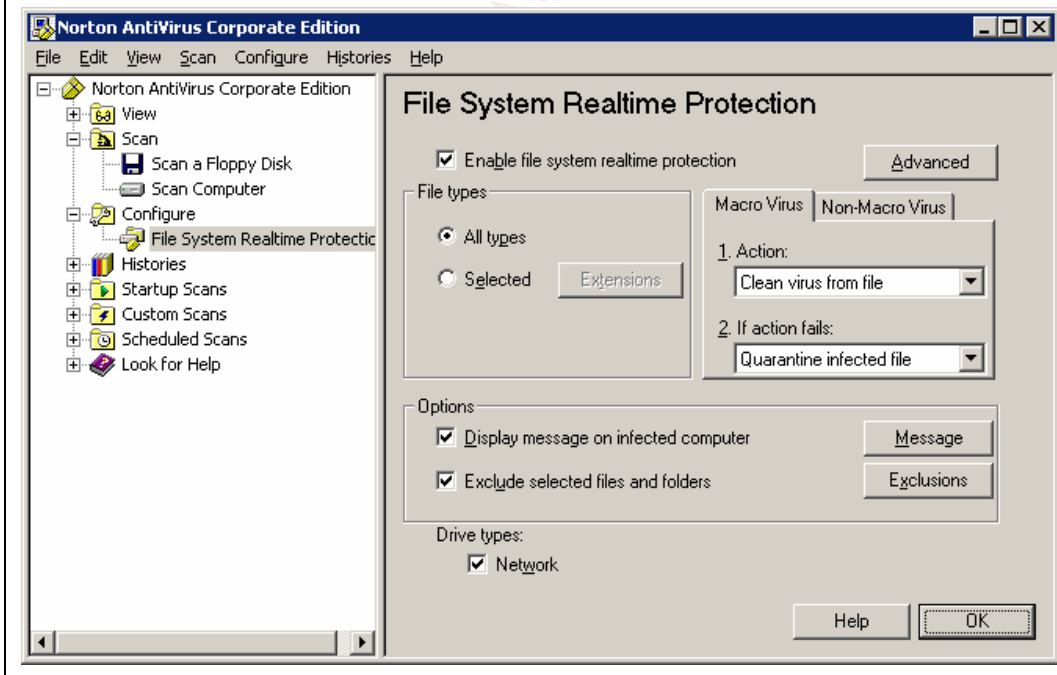 Norton AntiVirus Corporate Edition
File Edit View Scan Configure Histories Help
Norton AntiVirus Corporate Edition
View
Scan
Scan a Floppy Disk
Scan Computer
Configure
File System Realtime Protectic
Histories
Startup Scans
Custom Scans
Scheduled Scans
Look for Help
File System Realtime Protection
Enable file system realtime protection
Advanced
File types
All types
Selected
Extensions
Macro Virus
Non-Macro Virus
1. Action:
Clean virus from file
2. If action fails:
Quarantine infected file
Options
Display message on infected computer
Message
Exclude selected files and folders
Exclusions
Drive types:
Network
Help
OK